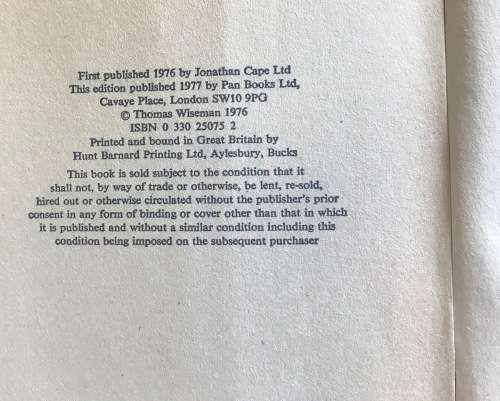 First published 1976 by Jonathan Cape Ltd
This edition published 1977 by Pan Books Ltd,
Cavaye Place, London SW10 9PG
© Thomas Wiseman 1976
ISBN 0 330 25075 2
Printed and bound in Great Britain by
Hunt Barnard Printing Ltd, Aylesbury, Bucks
This book is sold subject to the condition that it
shall not, by way of trade or otherwise, be lent, re-sold,
hired out or otherwise circulated without the publisher's prior
consent in any form of binding or cover other than that in which
it is published and without a similar condition including this
condition being imposed on the subsequent purchaser